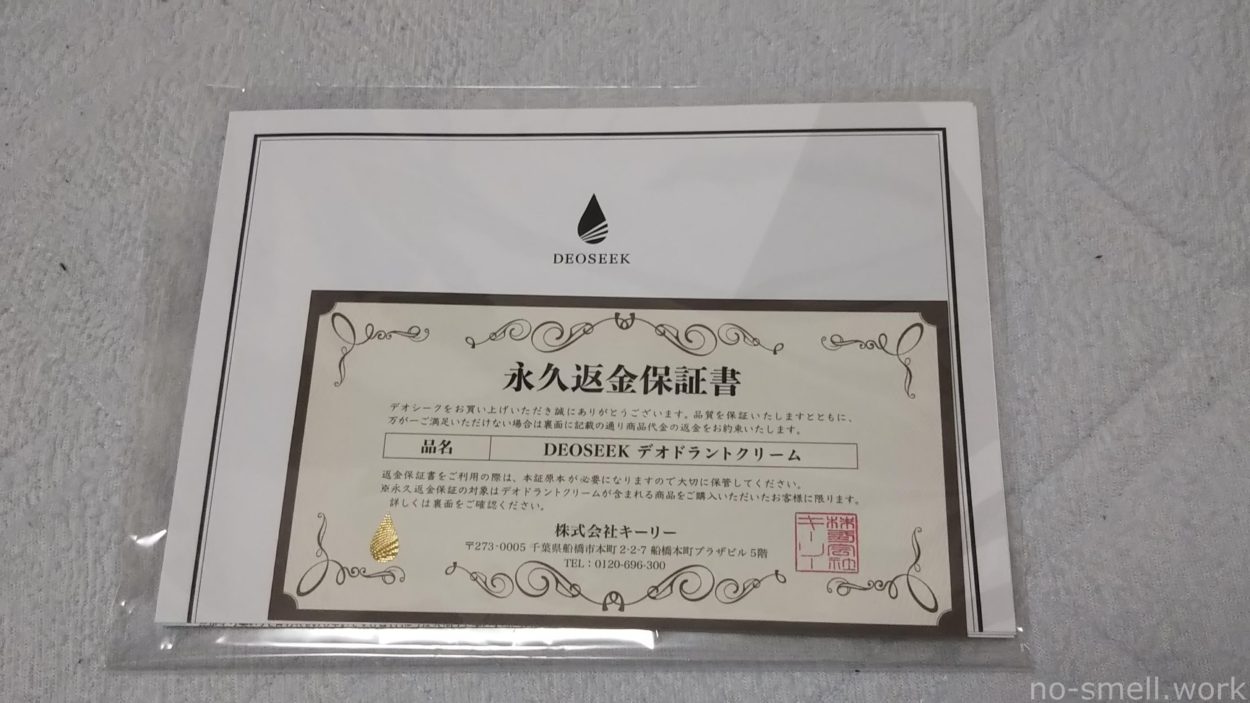 DEOSEEK
永久返金保証書
デオシークをお買い上げいただき誠にありがとうございます。品質を保証いたしますとともに、
万が一ご満足いただけない場合は裏面に記載の通り商品代金の返金をお約束いたします。
品名 DEOSEEK デオドラントクリーム
返金保証書をご利用の際は、本証原本が必要になりますので大切に保管してください。
※永久返金保証の対象はデオドラントクリームが含まれる商品をご購入いただいたお客様に限ります。
詳しくは裏面をご確認ください。
株式会社キーリー
〒273-0005 千葉県船橋市本町 2-2-7 船橋本町プラザビル 5階
TEL：0120-696-300
株式会社
キーリー
no-smell.work